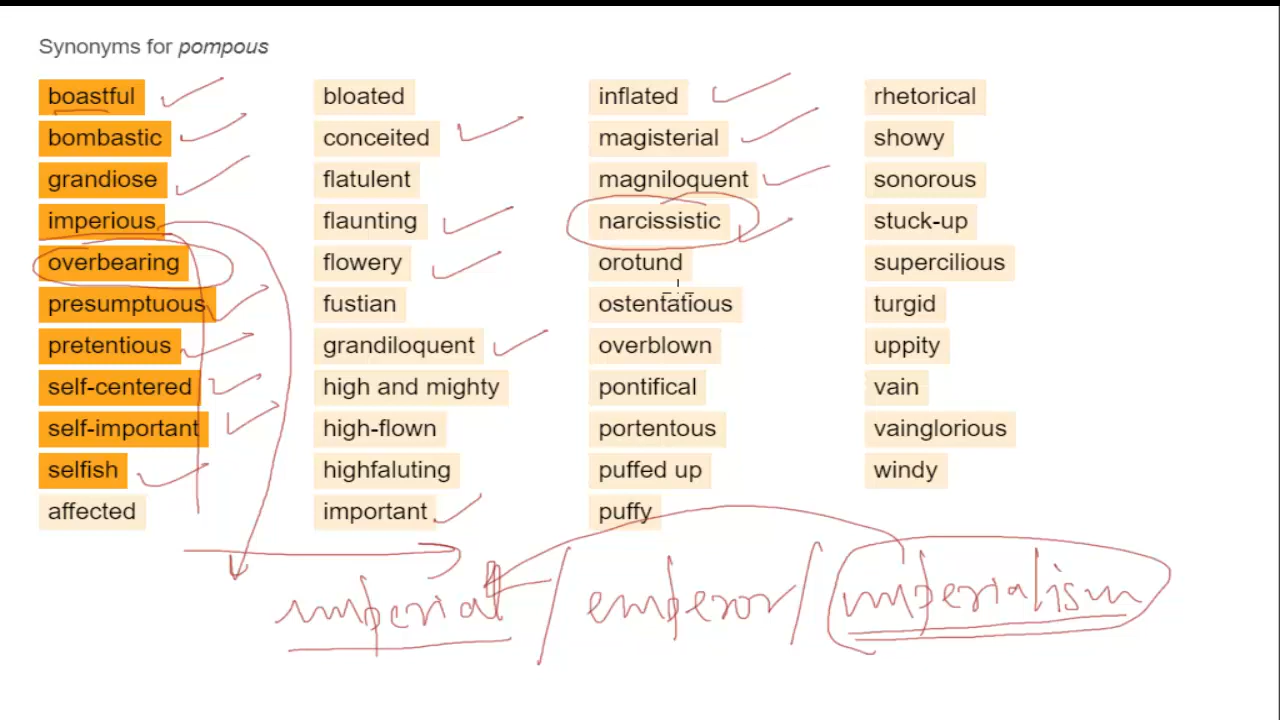 Synonyms for pompous
boastful
bombastic
grandiose
imperious
overbearing
presumptuous
pretentious
self-centered
self-important
selfish
affected
bloated
conceited
flatulent
flaunting
flowery
fustian
grandiloquent
high and mighty
high-flown
highfaluting
important
inflated
magisterial
magniloquent
narcissistic
orotund
ostentatious
overblown
pontifical
portentous
puffed up
puffy
rhetorical
showy
sonorous
stuck-up
supercilious
turgid
uppity
vain
vainglorious
windy
imperial / emperor / imperialism